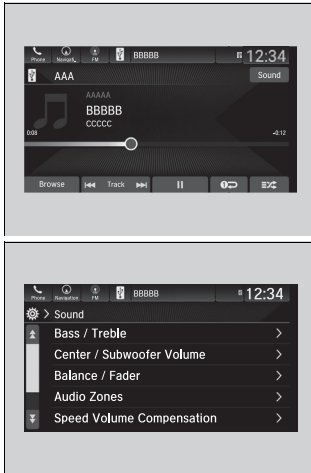 Phone Navigati. FM BBBBB 12:34
AAA Sound
AAAAA
BBBBB
ccccc
0:08 -0:12
Browse Track
Phone Navigation FM BBBBB 12:34
> Sound
Bass / Treble >
Center / Subwoofer Volume >
Balance / Fader >
Audio Zones >
Speed Volume Compensation >